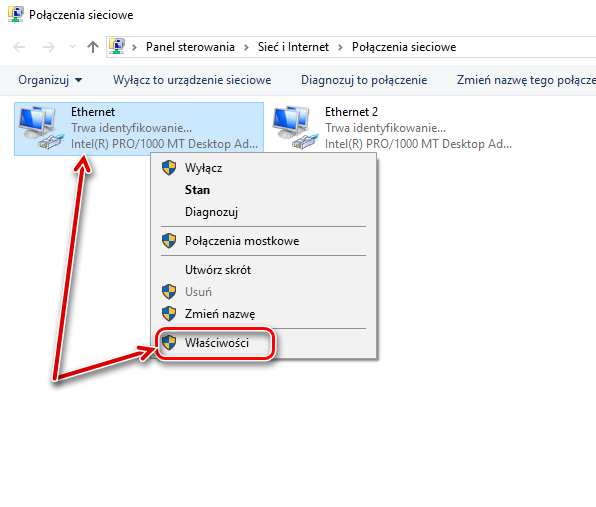 Połączenia sieciowe
Panel sterowania
Sieć i Internet
Połączenia sieciowe
Organizuj
Wyłącz to urządzenie sieciowe
Diagnozuj to połączenie
Zmień nazwę tego połącze
Ethernet
Trwa identyfikowanie...
Intel(R) PRO/1000 MT Desktop Ad...
Ethernet 2
Trwa identyfikowanie...
Intel(R) PRO/1000 MT Desktop Ad...
Wyłącz
Stan
Diagnozuj
Połączenia mostkowe
Utwórz skrót
Usuń
Zmień nazwę
Właściwości